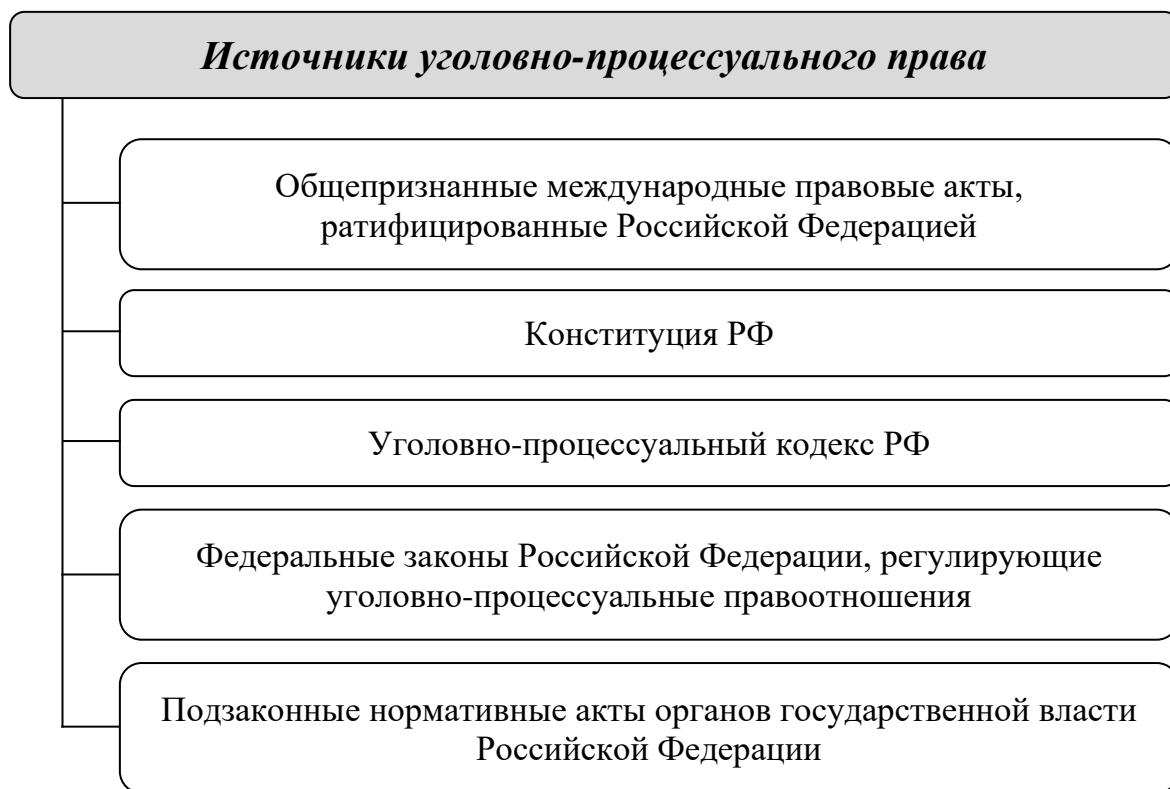 Источники уголовно-процессуального права
Общепризнанные международные правовые акты,
ратифицированные Российской Федерацией
Конституция РФ
Уголовно-процессуальный кодекс РФ
Федеральные законы Российской Федерации, регулирующие
уголовно-процессуальные правоотношения
Подзаконные нормативные акты органов государственной власти
Российской Федерации